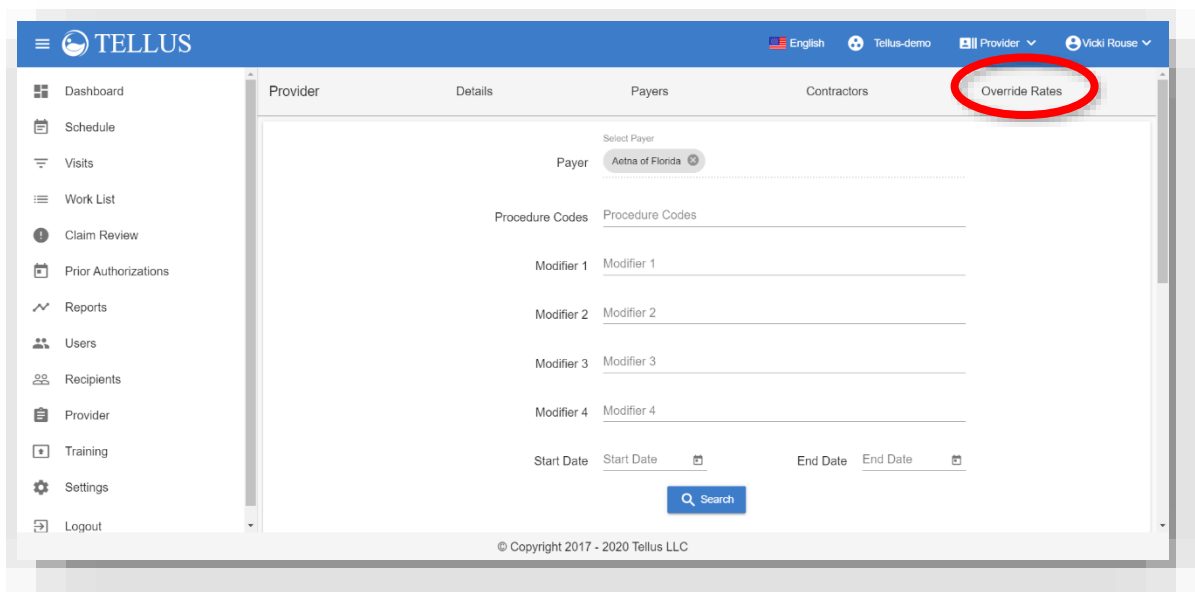 TELLUS
English
Tellus-demo
Provider
Vicki Rouse
Dashboard
Schedule
Visits
Work List
Claim Review
Prior Authorizations
Reports
Users
Recipients
Provider
Training
Settings
Logout
Provider Details Payers Contractors Override Rates
Select Payer
Payer Aetna of Florida
Procedure Codes Procedure Codes
Modifier 1 Modifier 1
Modifier 2 Modifier 2
Modifier 3 Modifier 3
Modifier 4 Modifier 4
Start Date Start Date End Date End Date
Search
© Copyright 2017 - 2020 Tellus LLC